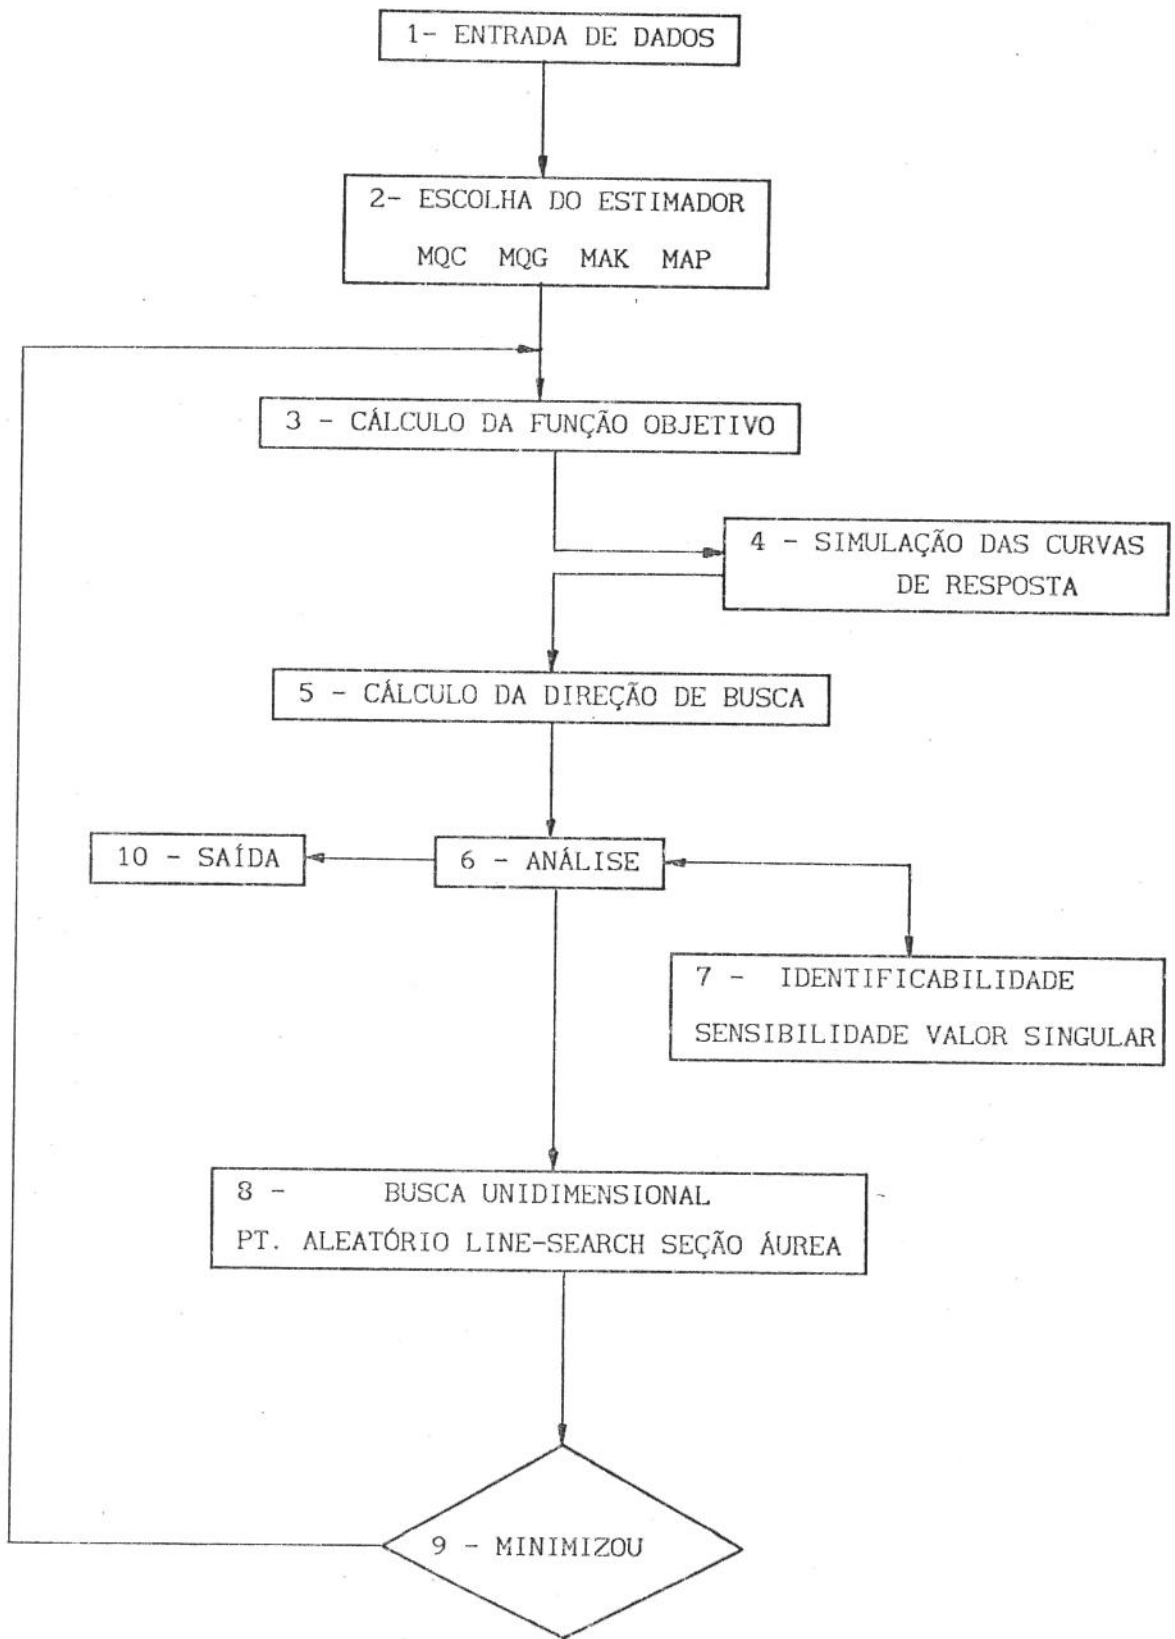 1- ENTRADA DE DADOS
2- ESCOLHA DO ESTIMADOR
MQC MQG MAK MAP
3 - CÁLCULO DA FUNÇÃO OBJETIVO
4 - SIMULAÇÃO DAS CURVAS
DE RESPOSTA
5 - CÁLCULO DA DIREÇÃO DE BUSCA
10 - SAÍDA
6 - ANÁLISE
7 - IDENTIFICABILIDADE
SENSIBILIDADE VALOR SINGULAR
8 - BUSCA UNIDIMENSIONAL
PT. ALEATÓRIO LINE-SEARCH SEÇÃO ÁUREA
9 - MINIMIZOU